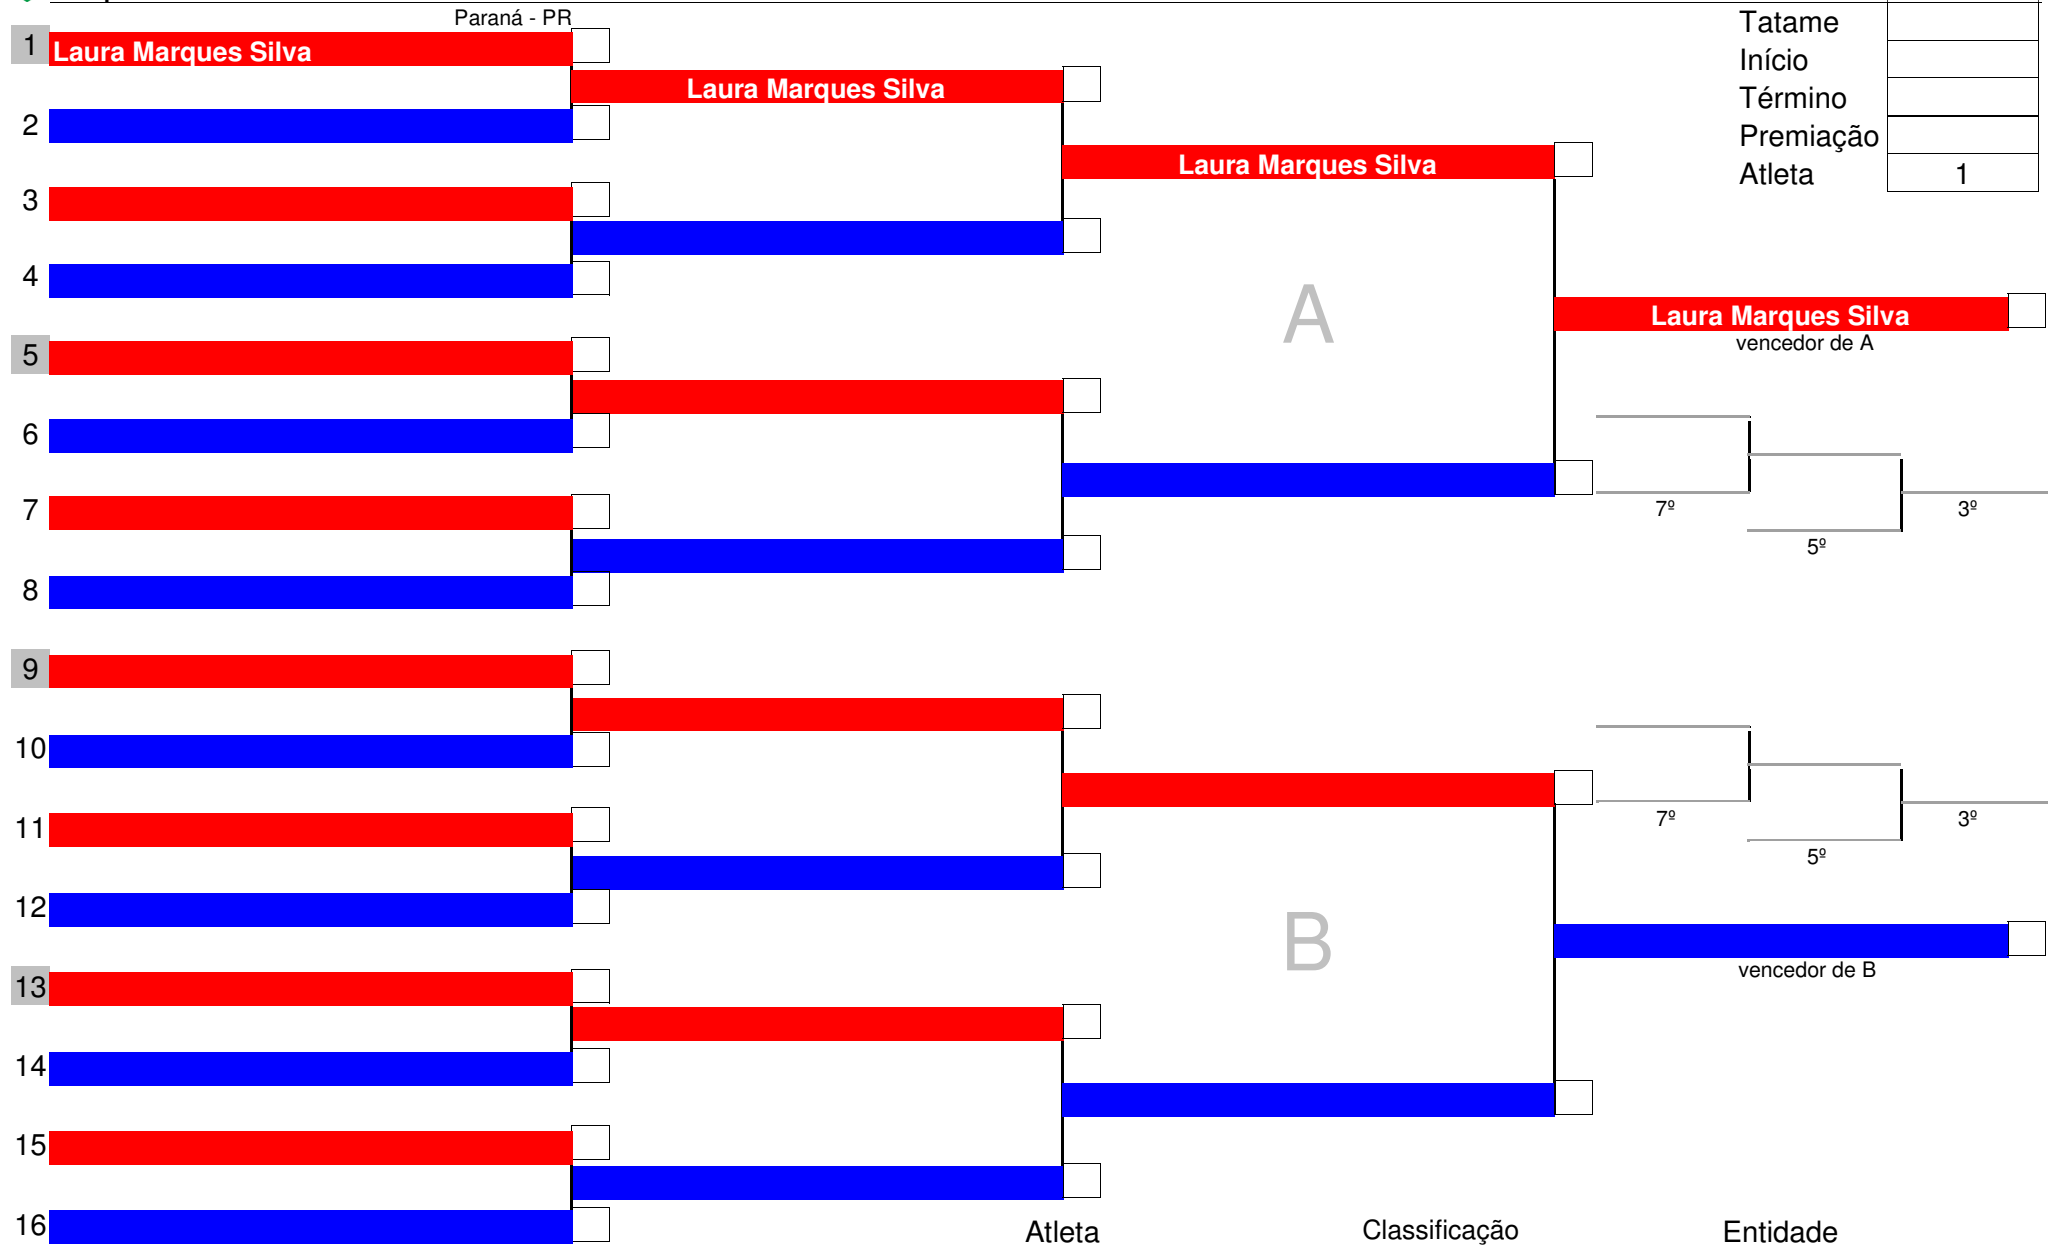 Paraná - PR
Tatame
1 Laura Marques Silva
Início
Laura Marques Silva
Término
2
Premiação
Laura Marques Silva
Atleta 1
3
4
A
Laura Marques Silva
vencedor de A
5
6
7
7º 3º
5º
8
9
10
11
7º 3º
5º
12
B
vencedor de B
13
14
15
16
Atleta Classificação Entidade